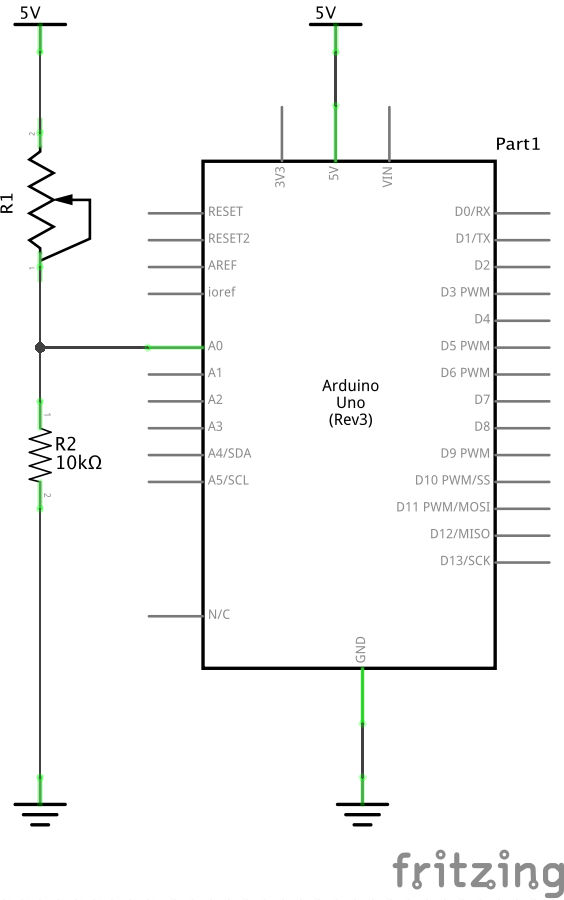 5V
5V
Part1
3V3
5V
VIN
2
R1
1
RESET
RESET2
AREF
ioref
A0
A1
A2
A3
A4/SDA
A5/SCL
N/C
D0/RX
D1/TX
D2
D3 PWM
D4
D5 PWM
D6 PWM
D7
D8
D9 PWM
D10 PWM/SS
D11 PWM/MOSI
D12/MISO
D13/SCK
Arduino
Uno
(Rev3)
1
R2
10kΩ
2
GND
fritzing